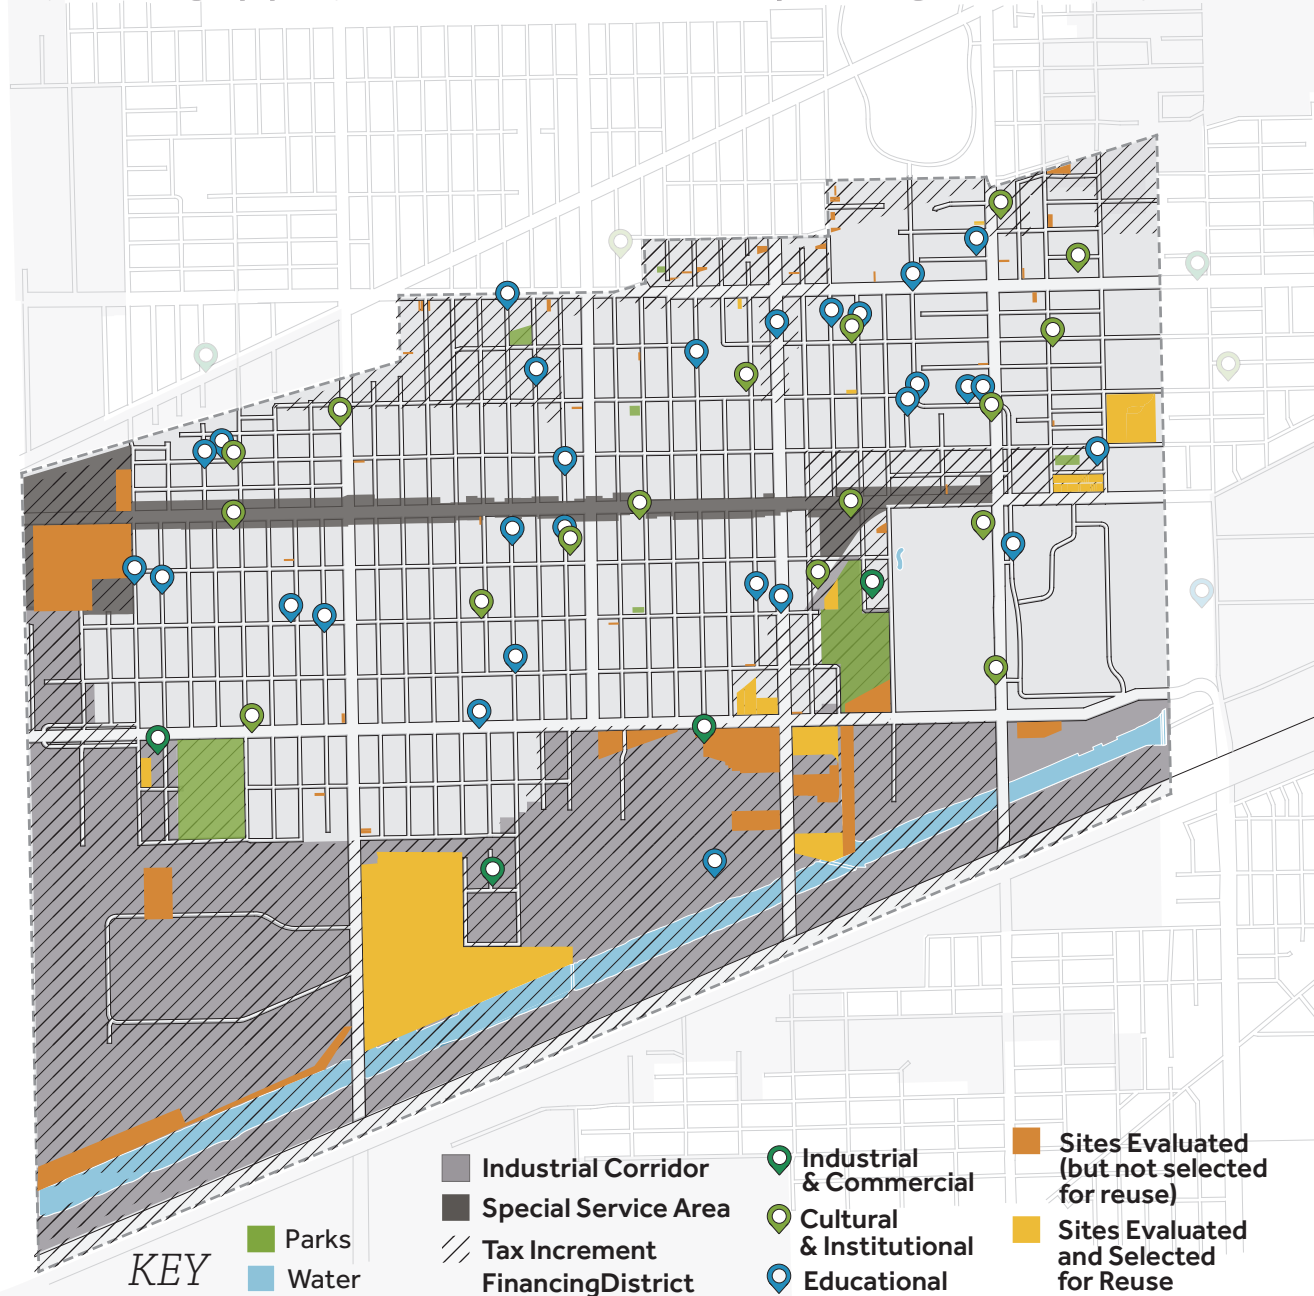 KEY
Parks
Water
Industrial Corridor
Special Service Area
Tax Increment
FinancingDistrict
Industrial
& Commercial
Cultural
& Institutional
Educational
Sites Evaluated
(but not selected
for reuse)
Sites Evaluated
and Selected
for Reuse